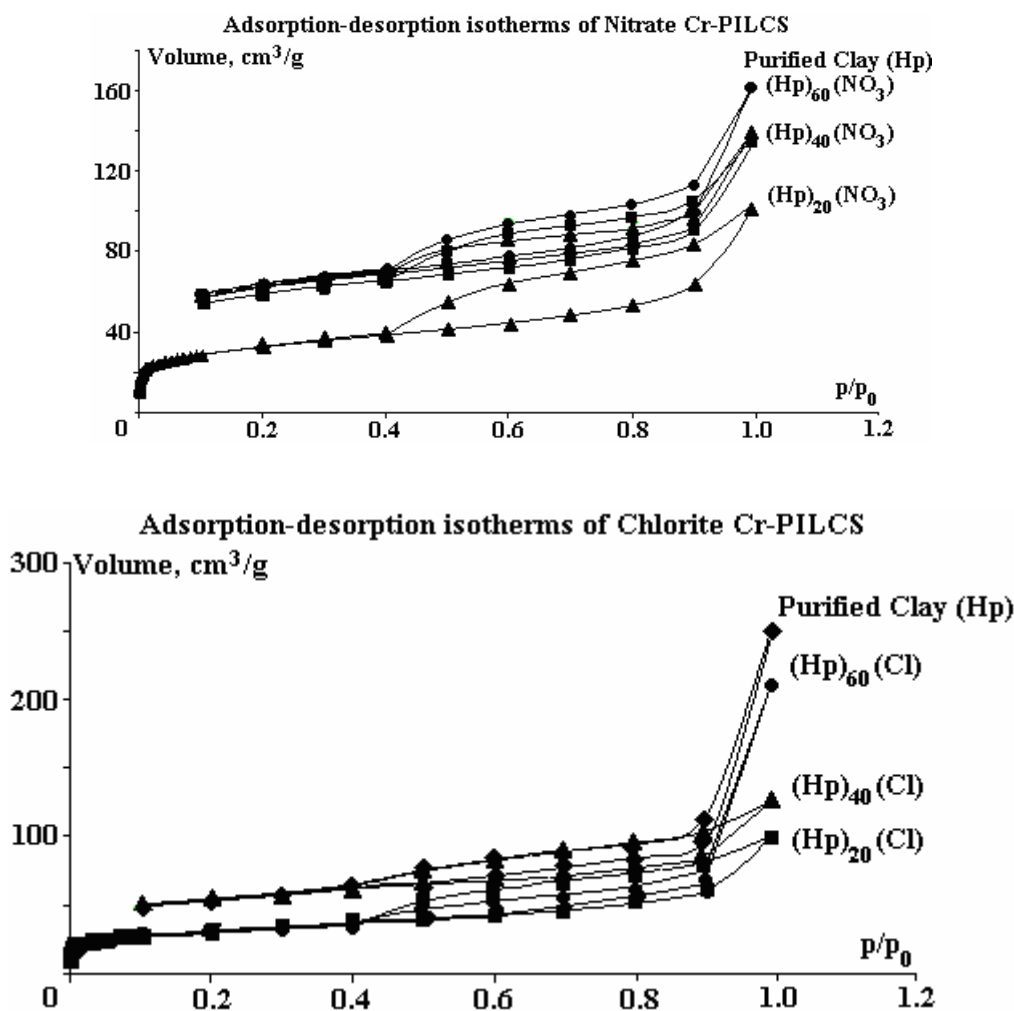 Adsorption-desorption isotherms of Nitrate Cr-PILCS
Volume, cm³/g
Purified Clay (Hp)
(Hp)₆₀(NO₃)
160
(Hp)₄₀(NO₃)
120
(Hp)₂₀(NO₃)
80
40
p/p₀
0 0.2 0.4 0.6 0.8 1.0 1.2
Adsorption-desorption isotherms of Chlorite Cr-PILCS
300 Volume, cm³/g
Purified Clay (Hp)
(Hp)₆₀(Cl)
200
(Hp)₄₀(Cl)
100
(Hp)₂₀(Cl)
p/p₀
0 0.2 0.4 0.6 0.8 1.0 1.2